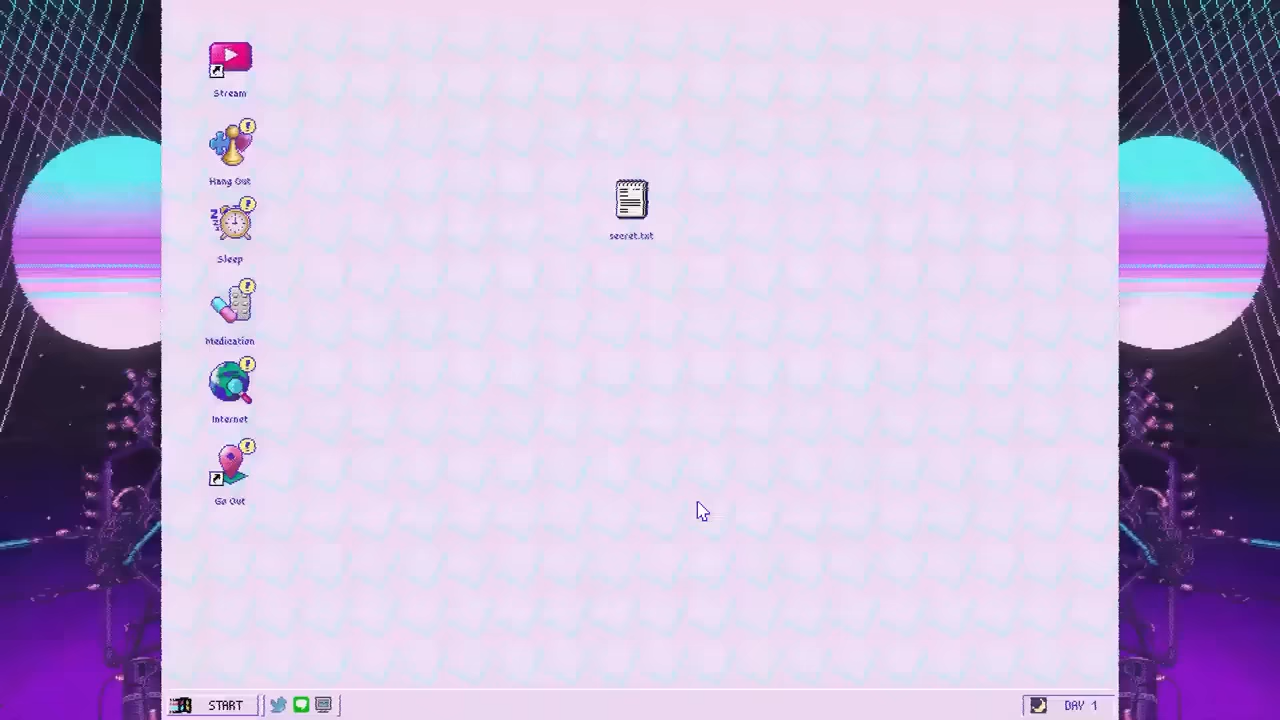 Stream
Hang Out
Sleep
Medication
Internet
Go Out
secret.txt
START
DAY 1